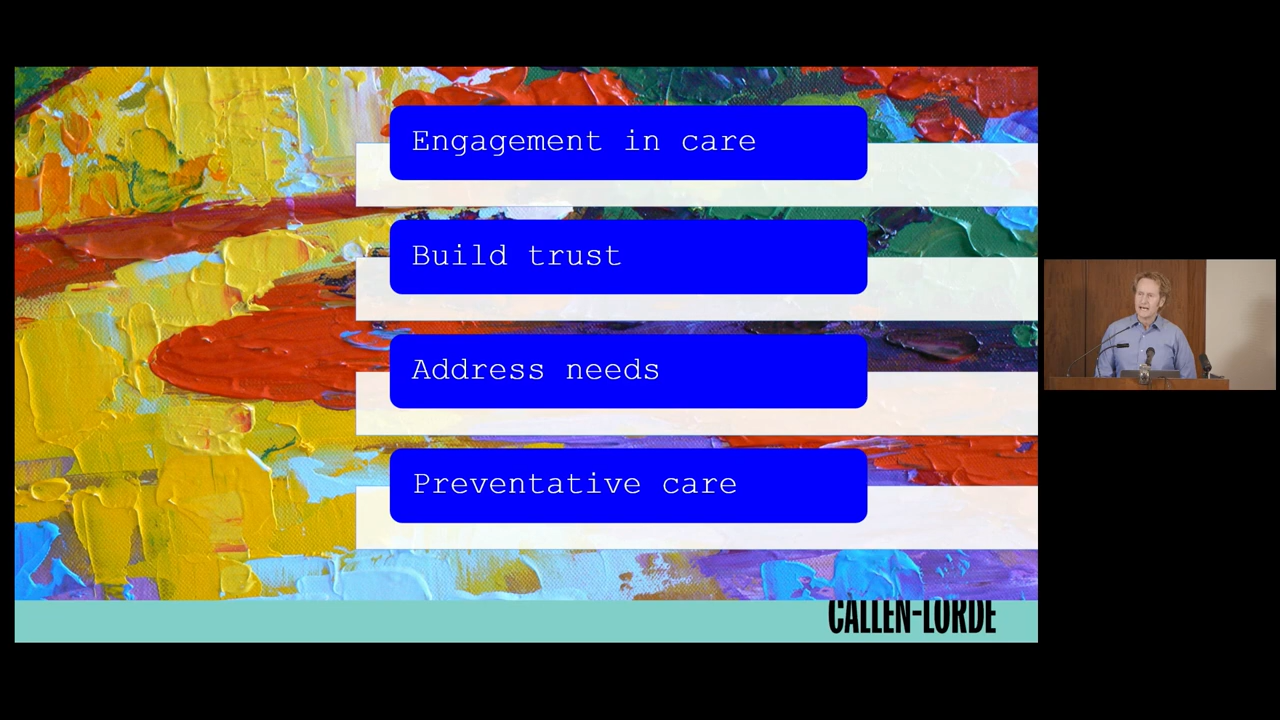 Engagement in care
Build trust
Address needs
Preventative care
CALLEN-LORDE